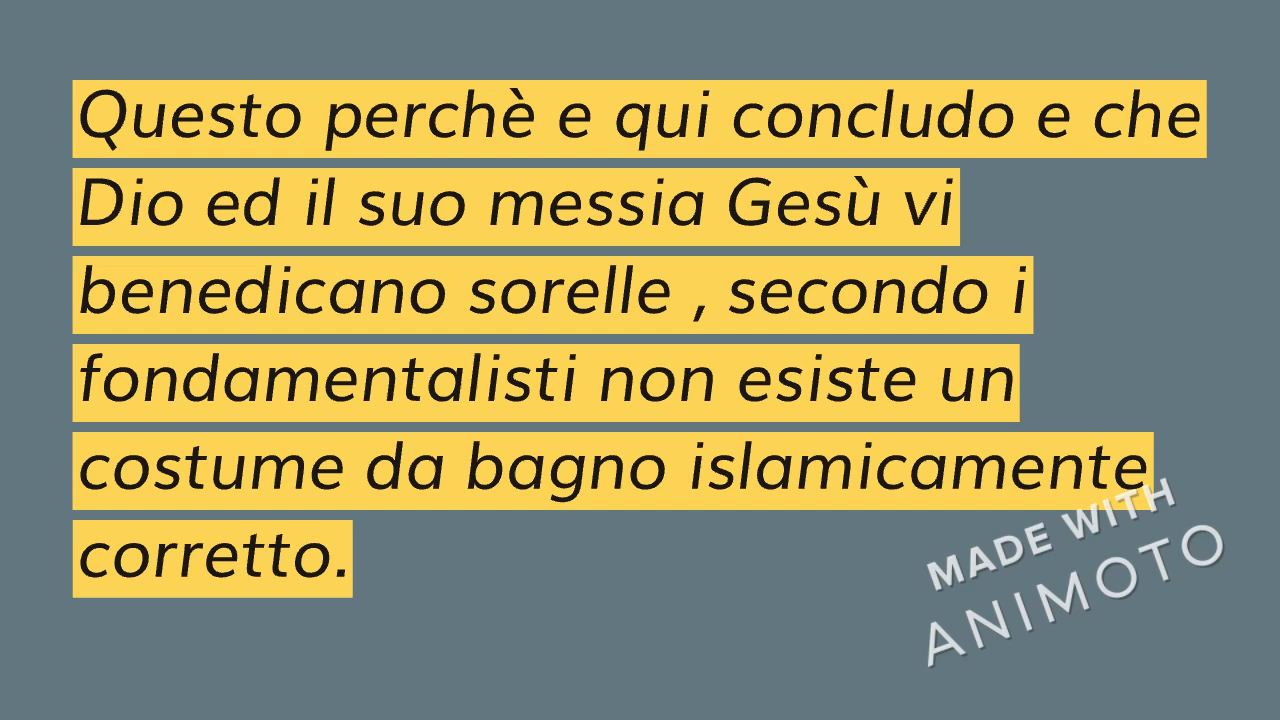 Questo perchè e qui concludo e che
Dio ed il suo messia Gesù vi
benedicano sorelle , secondo i
fondamentalisti non esiste un
costume da bagno islamicamente
corretto.
MADE WITH
ANIMOTO